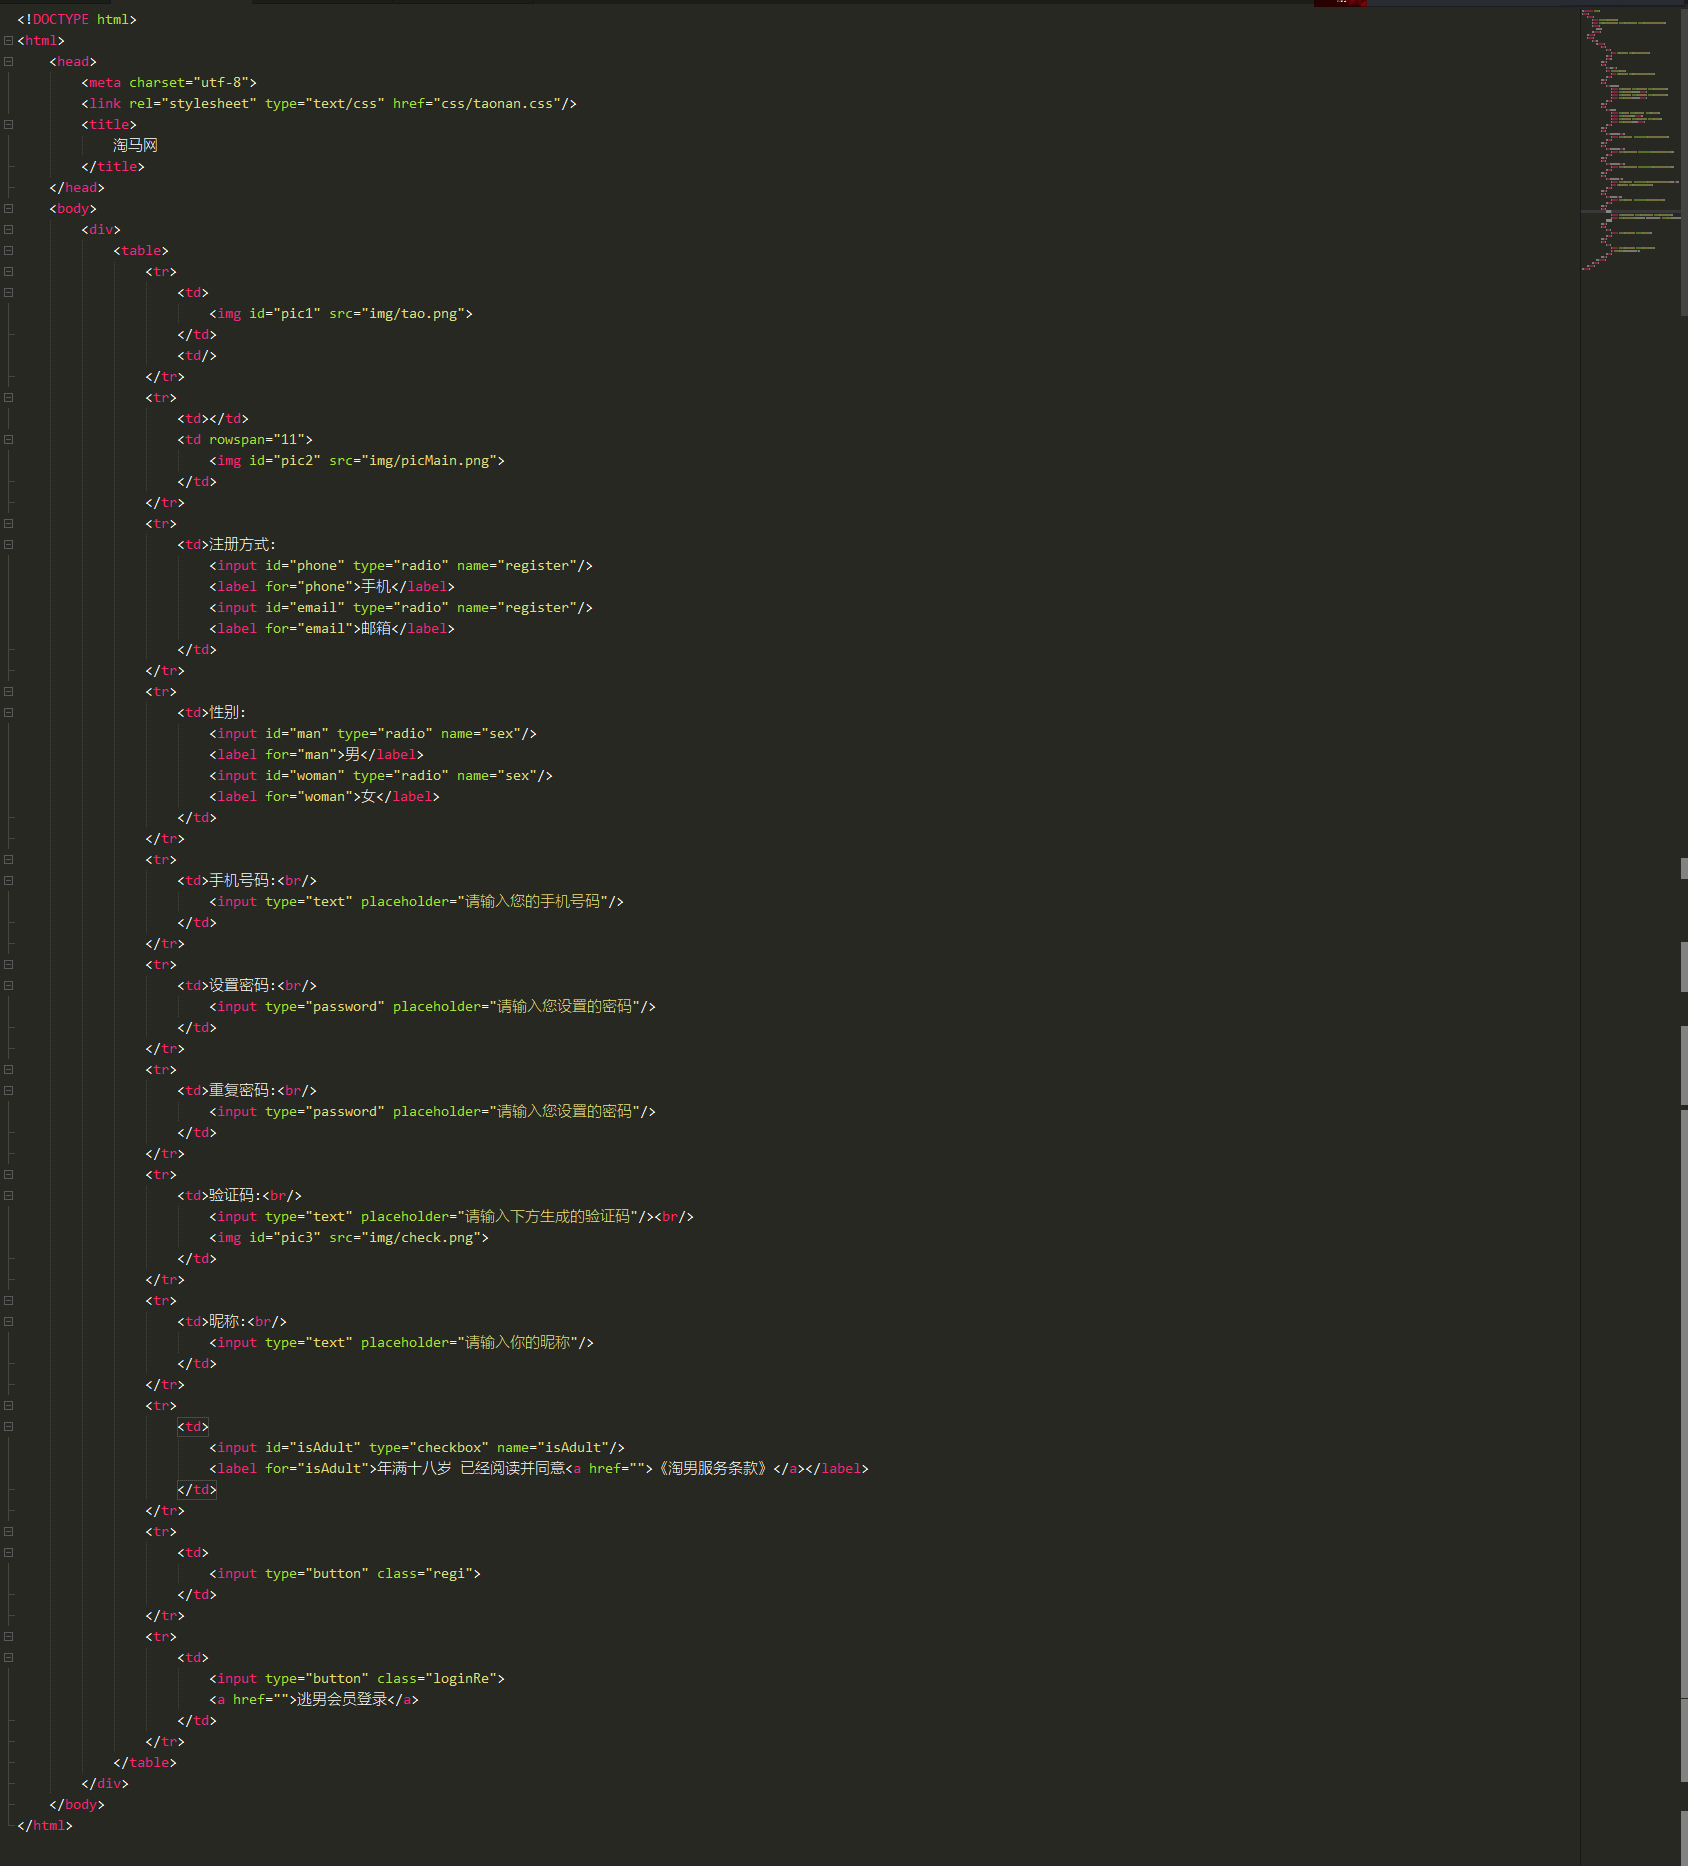 <!DOCTYPE html>
<html>
<head>
<meta charset="utf-8">
<link rel="stylesheet" type="text/css" href="css/taonan.css"/>
<title>
淘马网
</title>
</head>
<body>
<div>
<table>
<tr>
<td>
<img id="pic1" src="img/tao.png">
</td>
<td/>
</tr>
<tr>
<td></td>
<td rowspan="11">
<img id="pic2" src="img/picMain.png">
</td>
</tr>
<tr>
<td>注册方式:
<input id="phone" type="radio" name="register"/>
<label for="phone">手机</label>
<input id="email" type="radio" name="register"/>
<label for="email">邮箱</label>
</td>
</tr>
<tr>
<td>性别:
<input id="man" type="radio" name="sex"/>
<label for="man">男</label>
<input id="woman" type="radio" name="sex"/>
<label for="woman">女</label>
</td>
</tr>
<tr>
<td>手机号码:<br/>
<input type="text" placeholder="请输入您的手机号码"/>
</td>
</tr>
<tr>
<td>设置密码:<br/>
<input type="password" placeholder="请输入您设置的密码"/>
</td>
</tr>
<tr>
<td>重复密码:<br/>
<input type="password" placeholder="请输入您设置的密码"/>
</td>
</tr>
<tr>
<td>验证码:<br/>
<input type="text" placeholder="请输入下方生成的验证码"/><br/>
<img id="pic3" src="img/check.png">
</td>
</tr>
<tr>
<td>昵称:<br/>
<input type="text" placeholder="请输入你的昵称"/>
</td>
</tr>
<tr>
<td>
<input id="isAdult" type="checkbox" name="isAdult"/>
<label for="isAdult">年满十八岁 已经阅读并同意<a href="">《淘男服务条款》</a></label>
</td>
</tr>
<tr>
<td>
<input type="button" class="regi">
</td>
</tr>
<tr>
<td>
<input type="button" class="loginRe">
<a href="">逃男会员登录</a>
</td>
</tr>
</table>
</div>
</body>
</html>